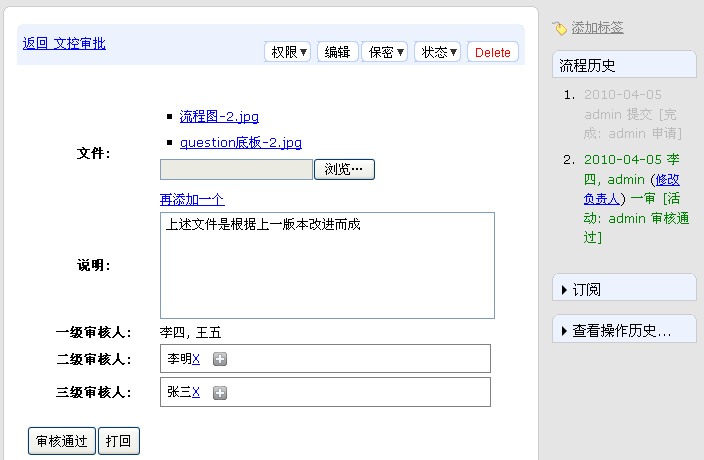 返回 文控审批
权限▼ 编辑 保密▼ 状态▼ Delete
文件:
流程图-2.jpg
question底板-2.jpg
浏览…
再添加一个
说明:
上述文件是根据上一版本改进而成
一级审核人: 李四, 王五
二级审核人: 李明X
三级审核人: 张三X
审核通过 打回
添加标签
流程历史
1. 2010-04-05
admin 提交 [完
成: admin 申请]
2. 2010-04-05 李
四, admin (修改
负责人) 一审 [活
动: admin 审核通
过]
订阅
查看操作历史...